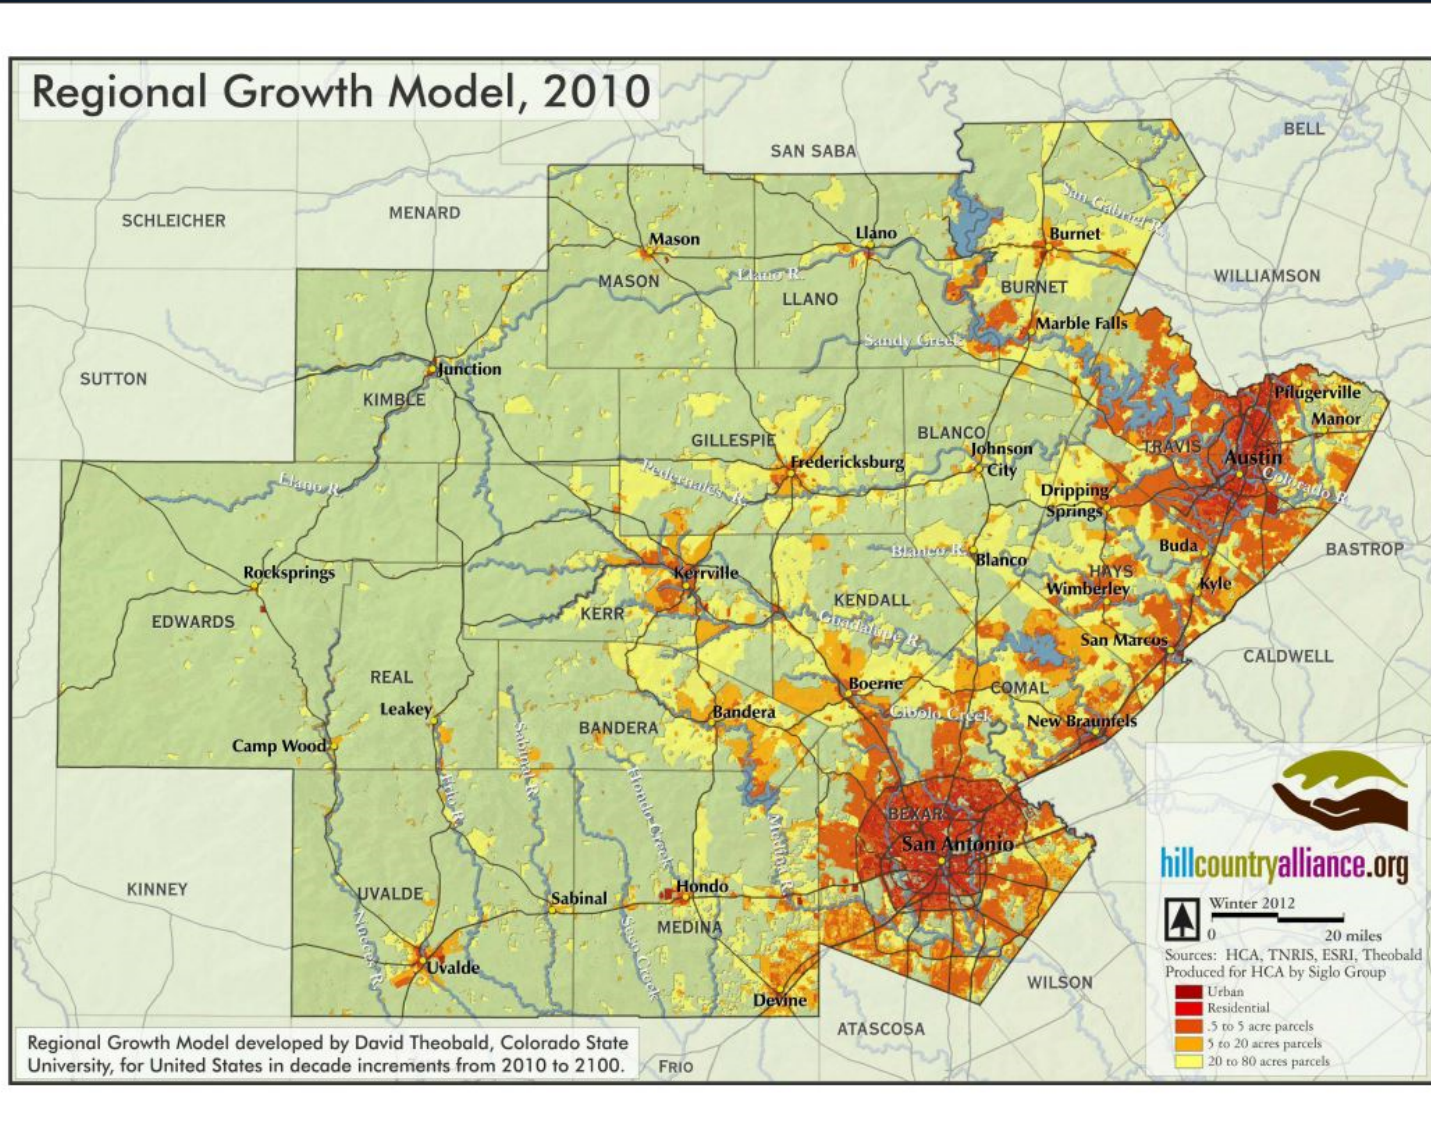 Regional Growth Model, 2010
BELL
SAN SABA
SCHLEICHER
MENARD
San Gabriel R.
Mason
Llano
Burnet
MASON
Llano R.
LLANO
BURNET
WILLIAMSON
Marble Falls
Sandy Creek
SUTTON
Junction
KIMBLE
Pflugerville
Manor
GILLESPIE
BLANCO
Johnson
City
TRAVIS
Austin
Fredericksburg
Pedernales R.
Llano R.
Colorado R.
Dripping
Springs
Buda
BASTROP
Blanco R.
Blanco
Rocksprings
Kerrville
HAYS
Wimberley
Kyle
EDWARDS
KERR
KENDALL
Guadalupe R.
San Marcos
CALDWELL
REAL
Boerne
COMAL
Leakey
Bandera
Cibolo Creek
New Braunfels
BANDERA
Camp Wood
Sabinal R.
Frio R.
Hondo Creek
Medina R.
BEXAR
San Antonio
hillcountryalliance.org
KINNEY
UVALDE
Sabinal
Hondo
MEDINA
Nueces R.
Seco Creek
Uvalde
Devine
WILSON
ATASCOSA
FRIO
Winter 2012
0 20 miles
Sources: HCA, TNRIS, ESRI, Theobald
Produced for HCA by Siglo Group
Urban
Residential
.5 to 5 acre parcels
5 to 20 acres parcels
20 to 80 acres parcels
Regional Growth Model developed by David Theobald, Colorado State
University, for United States in decade increments from 2010 to 2100.